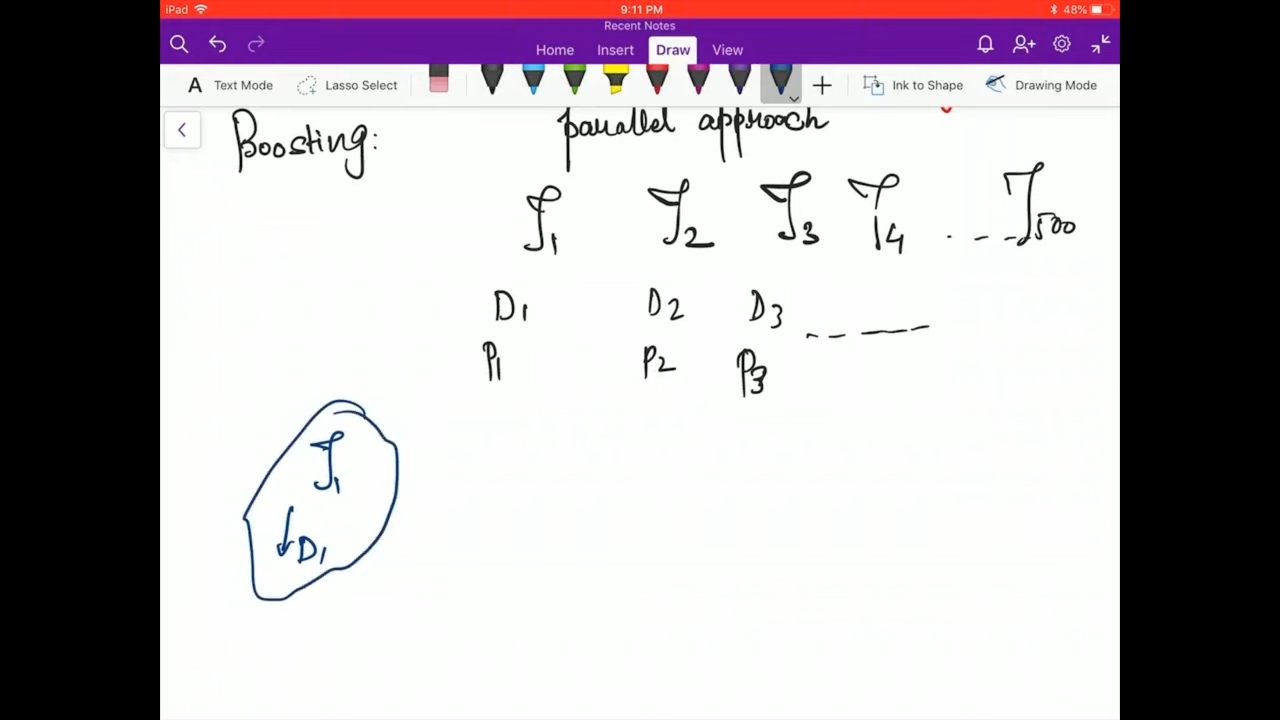 iPad 9:11 PM 48%
Recent Notes
Home Insert Draw View
A Text Mode Lasso Select + Ink to Shape Drawing Mode
Boosting: parallel approach
T1 T2 T3 T4 . - - - T500
D1 D2 D3 - - - - -
P1 P2 P3
T1
↓ D1